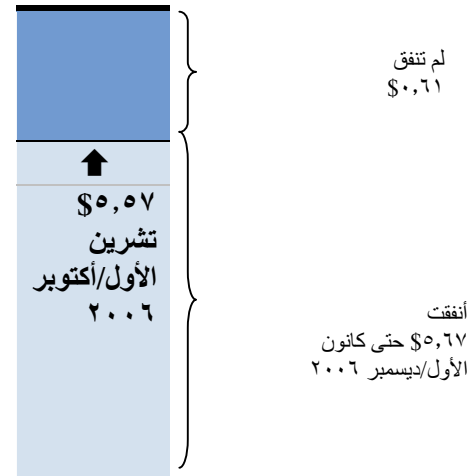 لم تنفق
$٠,٦١
$٥,٥٧
تشرين
الأول/أكتوبر
٢٠٠٦
أنفقت
$٥,٦٧ حتى كانون
الأول/ديسمبر ٢٠٠٦